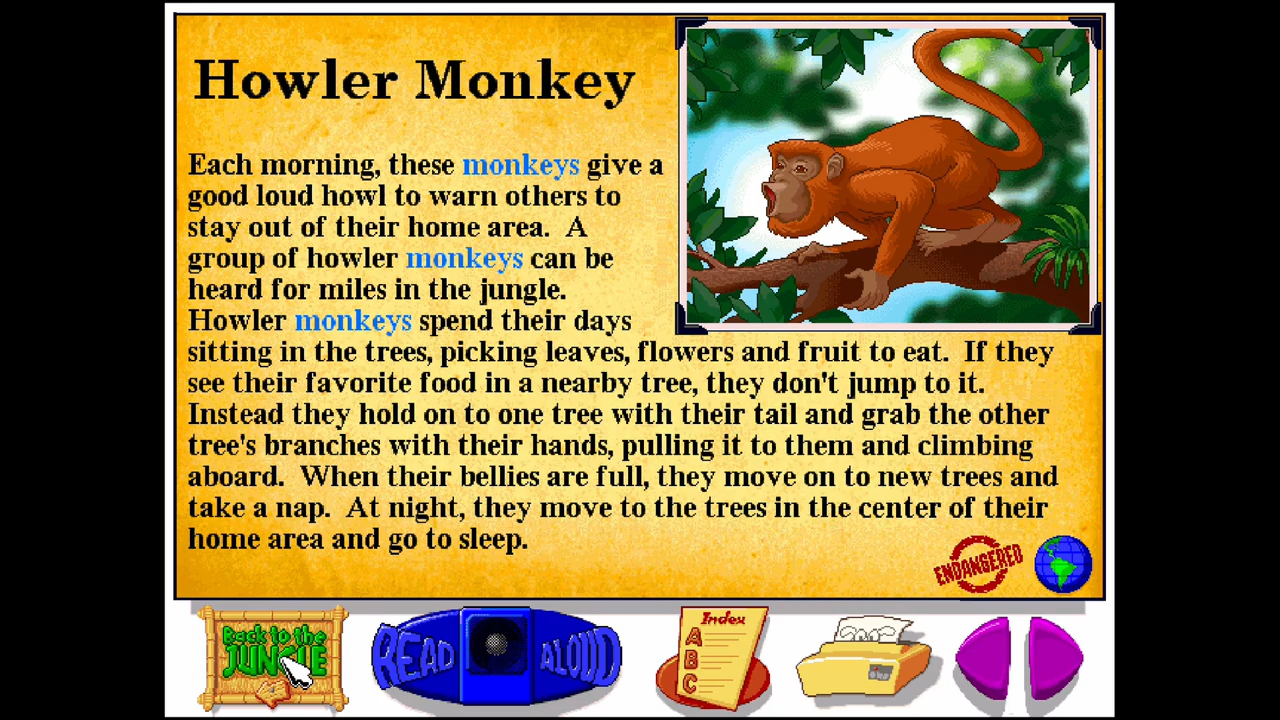 Howler Monkey
Each morning, these monkeys give a
good loud howl to warn others to
stay out of their home area.  A
group of howler monkeys can be
heard for miles in the jungle.
Howler monkeys spend their days
sitting in the trees, picking leaves, flowers and fruit to eat.  If they
see their favorite food in a nearby tree, they don't jump to it.
Instead they hold on to one tree with their tail and grab the other
tree's branches with their hands, pulling it to them and climbing
aboard.  When their bellies are full, they move on to new trees and
take a nap.  At night, they move to the trees in the center of their
home area and go to sleep.
ENDANGERED
Back to the
JUNGLE
READ ALOUD
Index
A
B
C